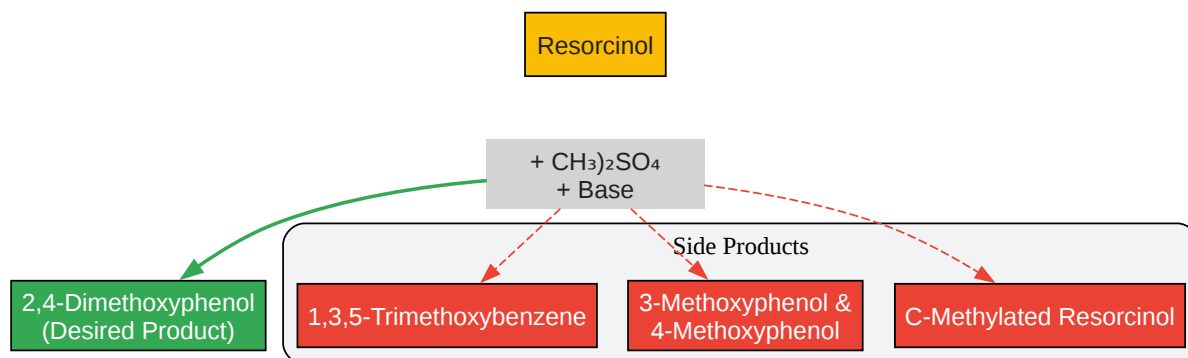 Resorcinol
+ CH₃)₂SO₄
+ Base
Side Products
2,4-Dimethoxyphenol
(Desired Product)
1,3,5-Trimethoxybenzene
3-Methoxyphenol &
4-Methoxyphenol
C-Methylated Resorcinol